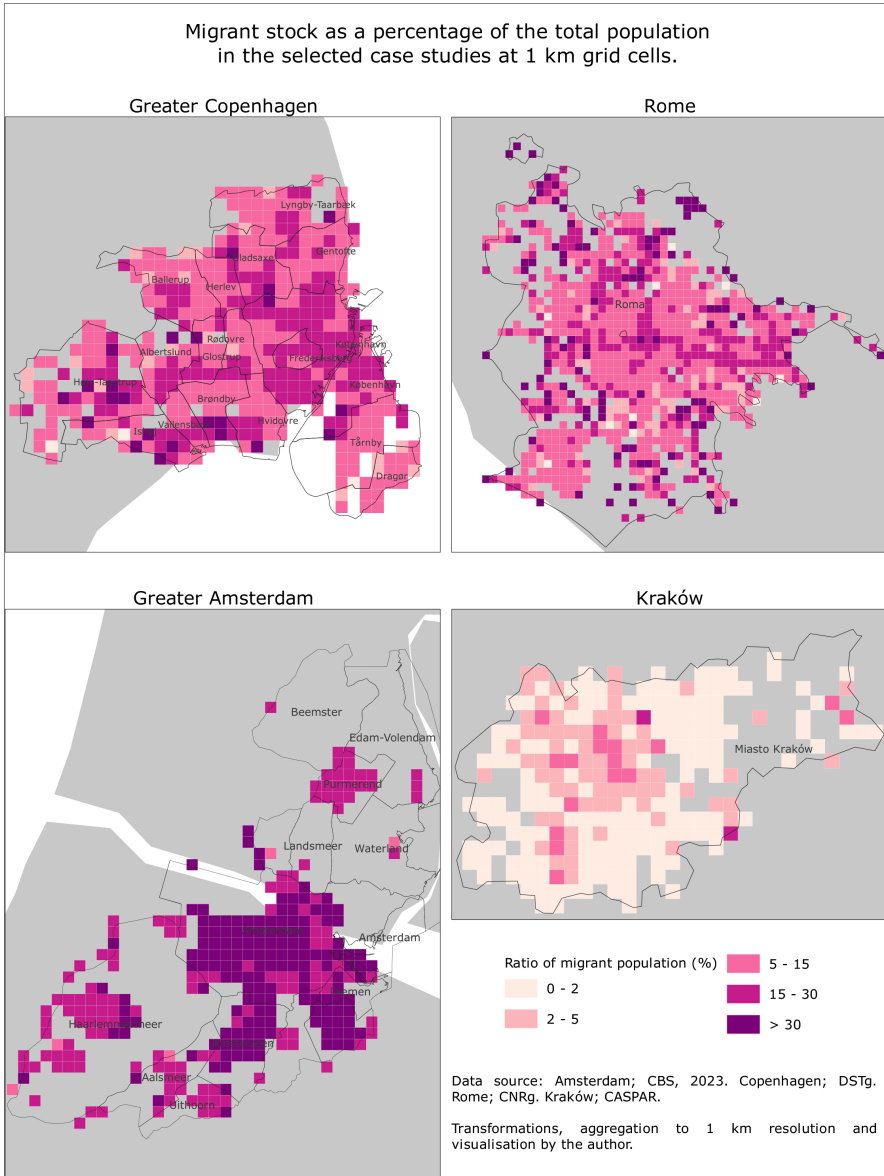 Migrant stock as a percentage of the total population
in the selected case studies at 1 km grid cells.
Greater Copenhagen
Rome
Lyngby-Taarbæk
Gentofte
Gladsaxe
Ballerup
Herlev
Rødovre
København
Albertslund
Glostrup
Frederiksberg
København
Brøndby
Vallensbæk
Hvidovre
Tårnby
Dragør
Roma
Greater Amsterdam
Kraków
Beemster
Edam-Volendam
Purmerend
Landsmeer
Waterland
Amsterdam
Diemen
Haarlemmermeer
Aalsmeer
Uithoorn
Miasto Kraków
Ratio of migrant population (%)
0 - 2
2 - 5
5 - 15
15 - 30
> 30
Data source: Amsterdam; CBS, 2023. Copenhagen; DSTg.
Rome; CNRg. Kraków; CASPAR.
Transformations, aggregation to 1 km resolution and
visualisation by the author.